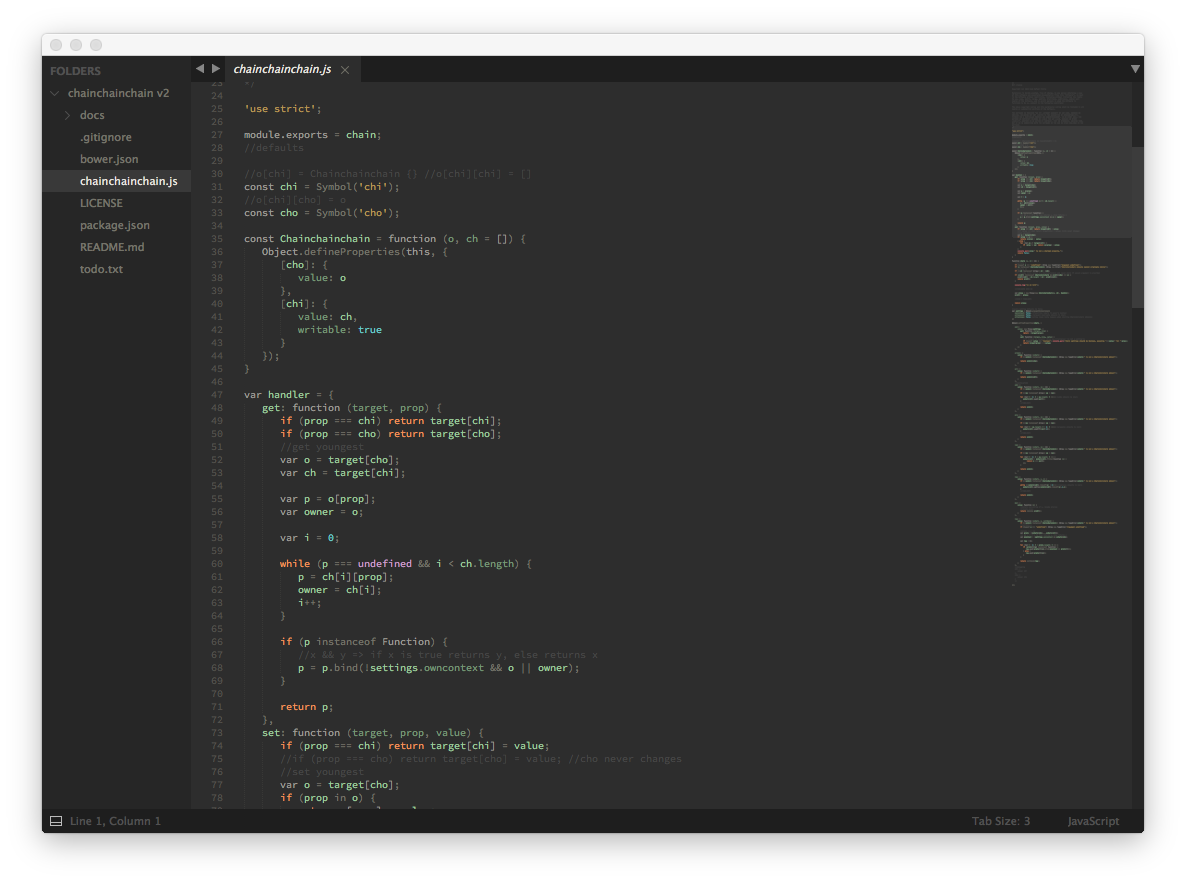 FOLDERS
chainchainchain v2
docs
.gitignore
bower.json
chainchainchain.js
LICENSE
package.json
README.md
todo.txt
chainchainchain.js
23 */
24
25 'use strict';
26
27 module.exports = chain;
28 //defaults
29
30 //o[chi] = Chainchainchain {} //o[chi][chi] = []
31 const chi = Symbol('chi');
32 //o[chi][cho] = o
33 const cho = Symbol('cho');
34
35 const Chainchainchain = function (o, ch = []) {
36 Object.defineProperties(this, {
37 [cho]: {
38 value: o
39 },
40 [chi]: {
41 value: ch,
42 writable: true
43 }
44 });
45 }
46
47 var handler = {
48 get: function (target, prop) {
49 if (prop === chi) return target[chi];
50 if (prop === cho) return target[cho];
51 //get youngest
52 var o = target[cho];
53 var ch = target[chi];
54
55 var p = o[prop];
56 var owner = o;
57
58 var i = 0;
59
60 while (p === undefined && i < ch.length) {
61 p = ch[i][prop];
62 owner = ch[i];
63 i++;
64 }
65
66 if (p instanceof Function) {
67 //x && y => if x is true returns y, else returns x
68 p = p.bind(!settings.owncontext && o || owner);
69 }
70
71 return p;
72 },
73 set: function (target, prop, value) {
74 if (prop === chi) return target[chi] = value;
75 //if (prop === cho) return target[cho] = value; //cho never changes
76 //set youngest
77 var o = target[cho];
78 if (prop in o) {
Line 1, Column 1
Tab Size: 3
JavaScript